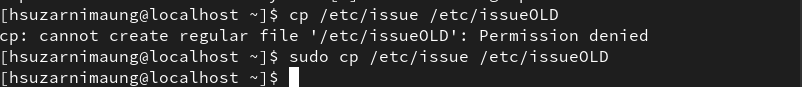 [hsuzarnimaung@localhost ~]$ cp /etc/issue /etc/issueOLD
cp: cannot create regular file '/etc/issueOLD': Permission denied
[hsuzarnimaung@localhost ~]$ sudo cp /etc/issue /etc/issueOLD
[hsuzarnimaung@localhost ~]$